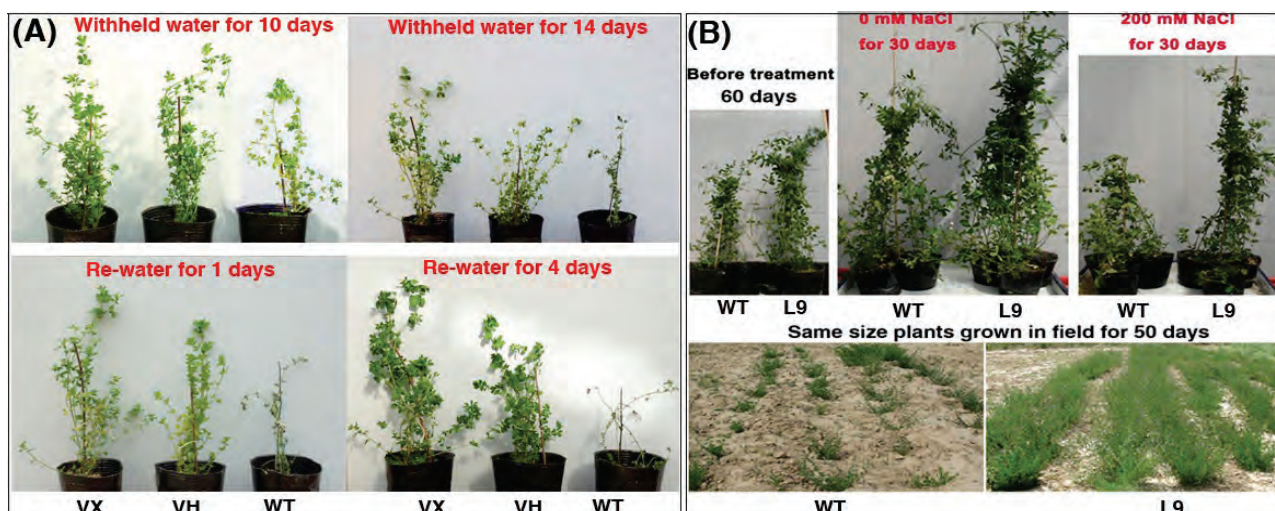 (A)
Withheld water for 10 days
Withheld water for 14 days
Re-water for 1 days
Re-water for 4 days
VX VH WT VX VH WT
(B)
Before treatment
60 days
0 mM NaCl
for 30 days
200 mM NaCl
for 30 days
WT L9 WT L9 WT L9
Same size plants grown in field for 50 days
WT L9